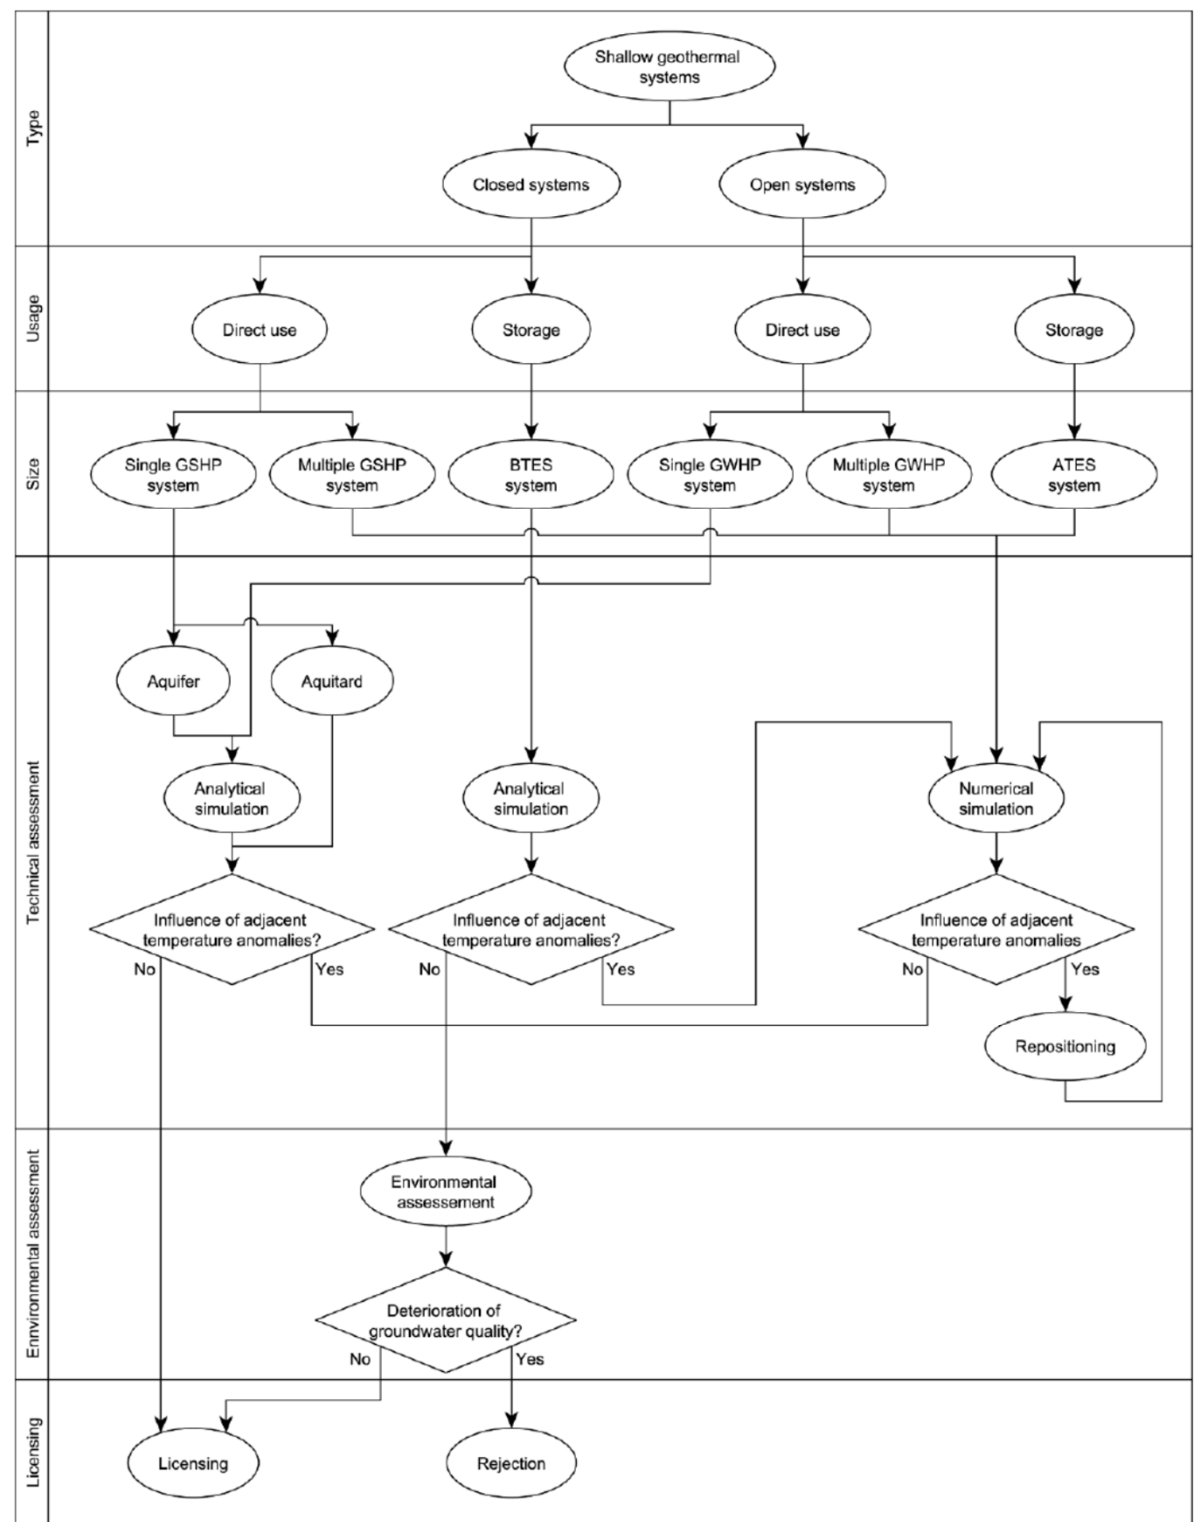 Type
Shallow geothermal
systems
Closed systems
Open systems
Usage
Direct use
Storage
Direct use
Storage
Size
Single GSHP
system
Multiple GSHP
system
BTES
system
Single GWHP
system
Multiple GWHP
system
ATES
system
Technical assessment
Aquifer
Aquitard
Analytical
simulation
Analytical
simulation
Numerical
simulation
Influence of adjacent
temperature anomalies?
Influence of adjacent
temperature anomalies?
Influence of adjacent
temperature anomalies
No
Yes
No
Yes
No
Yes
Repositioning
Ennvironmental assessment
Environmental
assessement
Deterioration of
groundwater quality?
No
Yes
Licensing
Licensing
Rejection